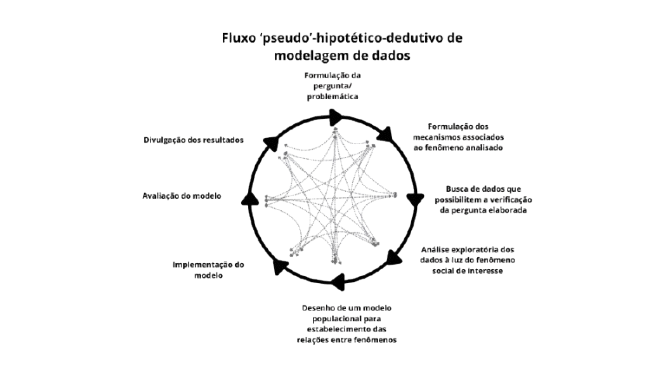 Fluxo ‘pseudo’-hipotético-dedutivo de
modelagem de dados
Formulação da
pergunta/
problemática
Formulação dos
mecanismos associados
ao fenômeno analisado
Busca de dados que
possibilitem a verificação
da pergunta elaborada
Análise exploratória dos
dados à luz do fenômeno
social de interesse
Desenho de um modelo
populacional para
estabelecimento das
relações entre fenômenos
Implementação do
modelo
Avaliação do modelo
Divulgação dos resultados